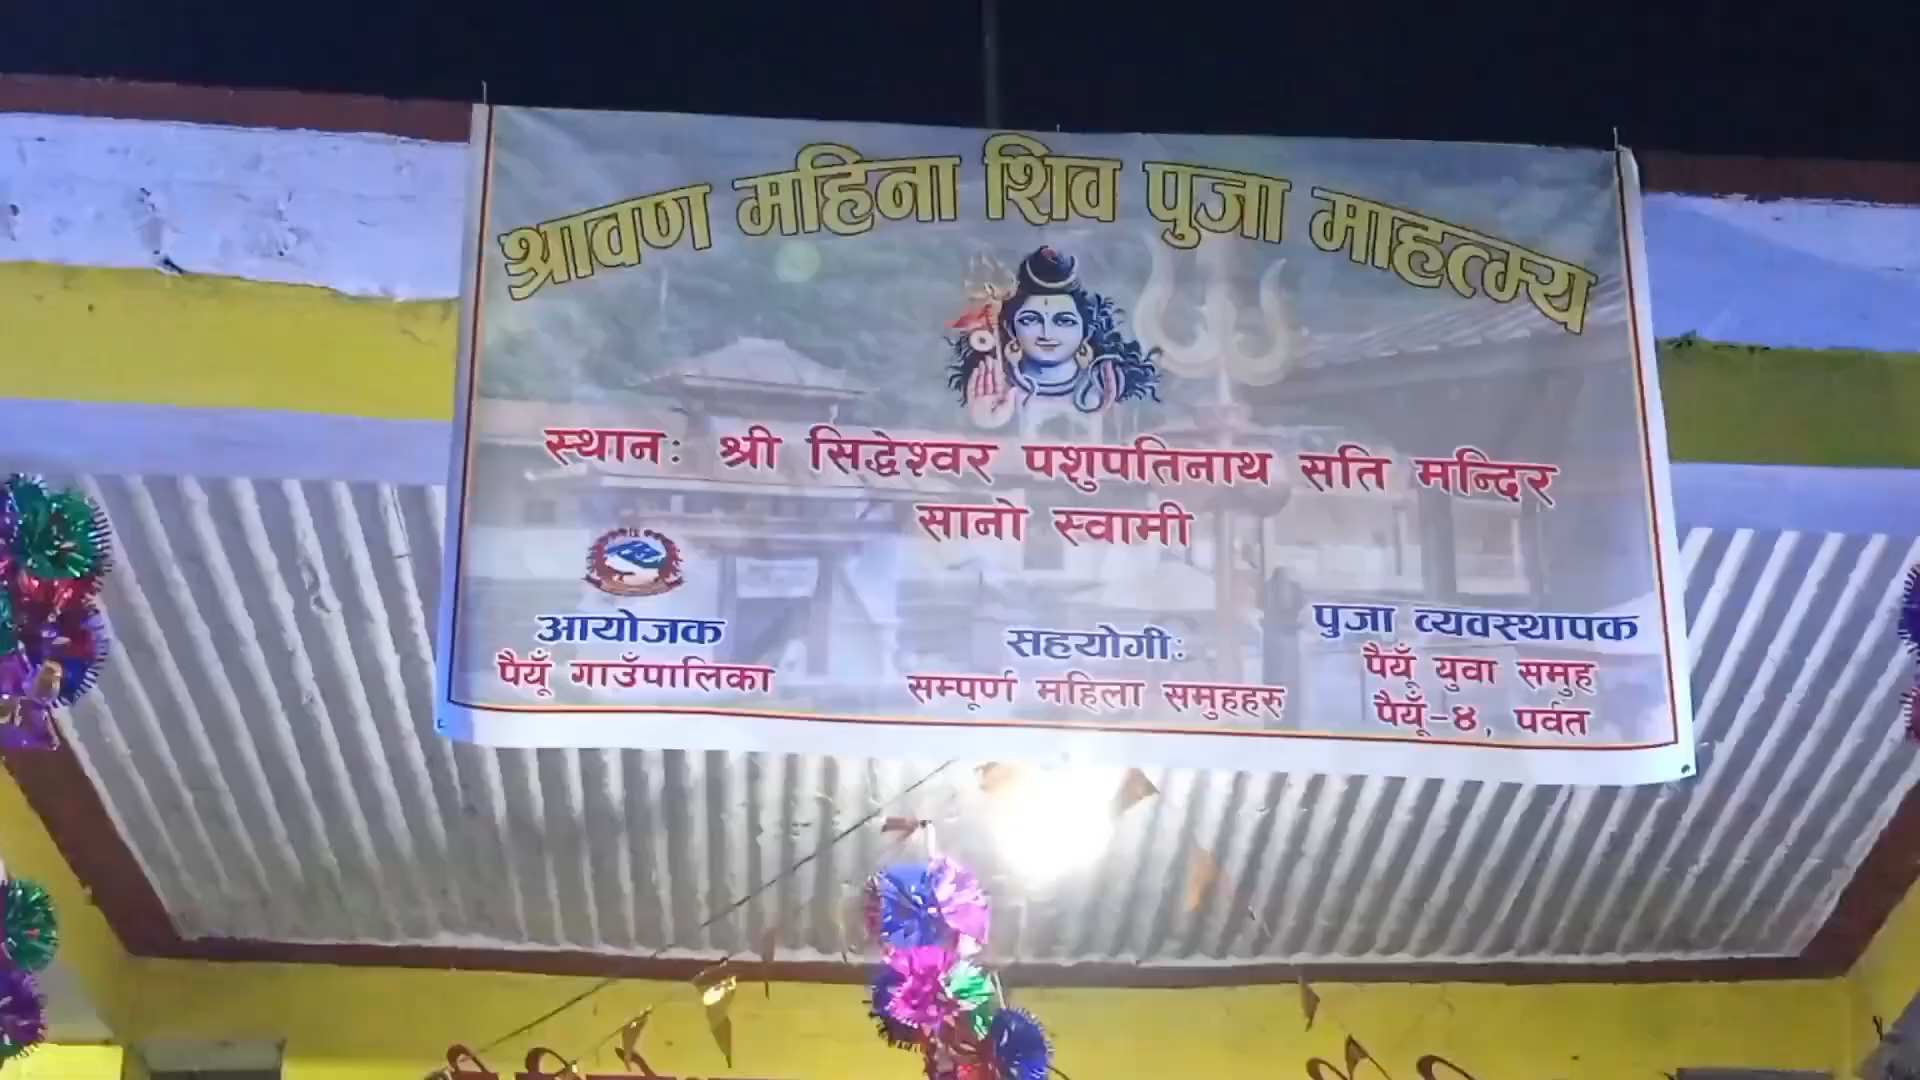 श्रावण महिना शिव पुजा माहत्म्य
स्थानः श्री सिद्धेश्वर पशुपतिनाथ सति मन्दिर
सानो स्वामी
आयोजक
पैयूँ गाउँपालिका
सहयोगीः
सम्पूर्ण महिला समुहहरु
पुजा व्यवस्थापक
पैयूँ युवा समुह
पैयूँ-४, पर्वत